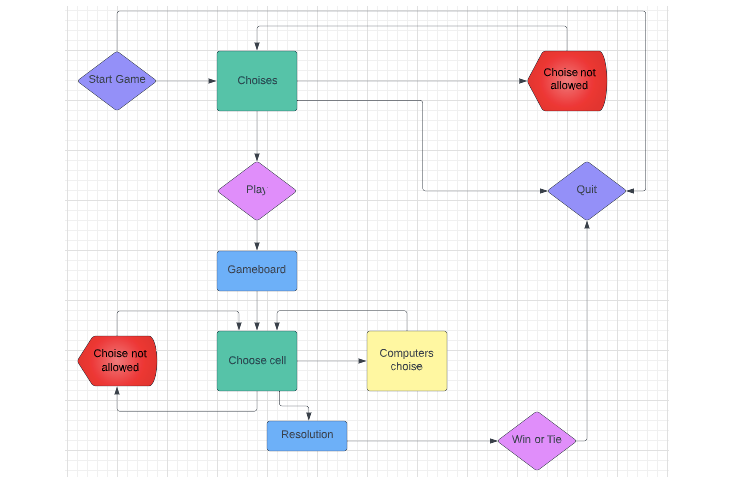 Start Game
Choises
Choise not
allowed
Play
Quit
Gameboard
Choise not
allowed
Choose cell
Computers
choise
Resolution
Win or Tie